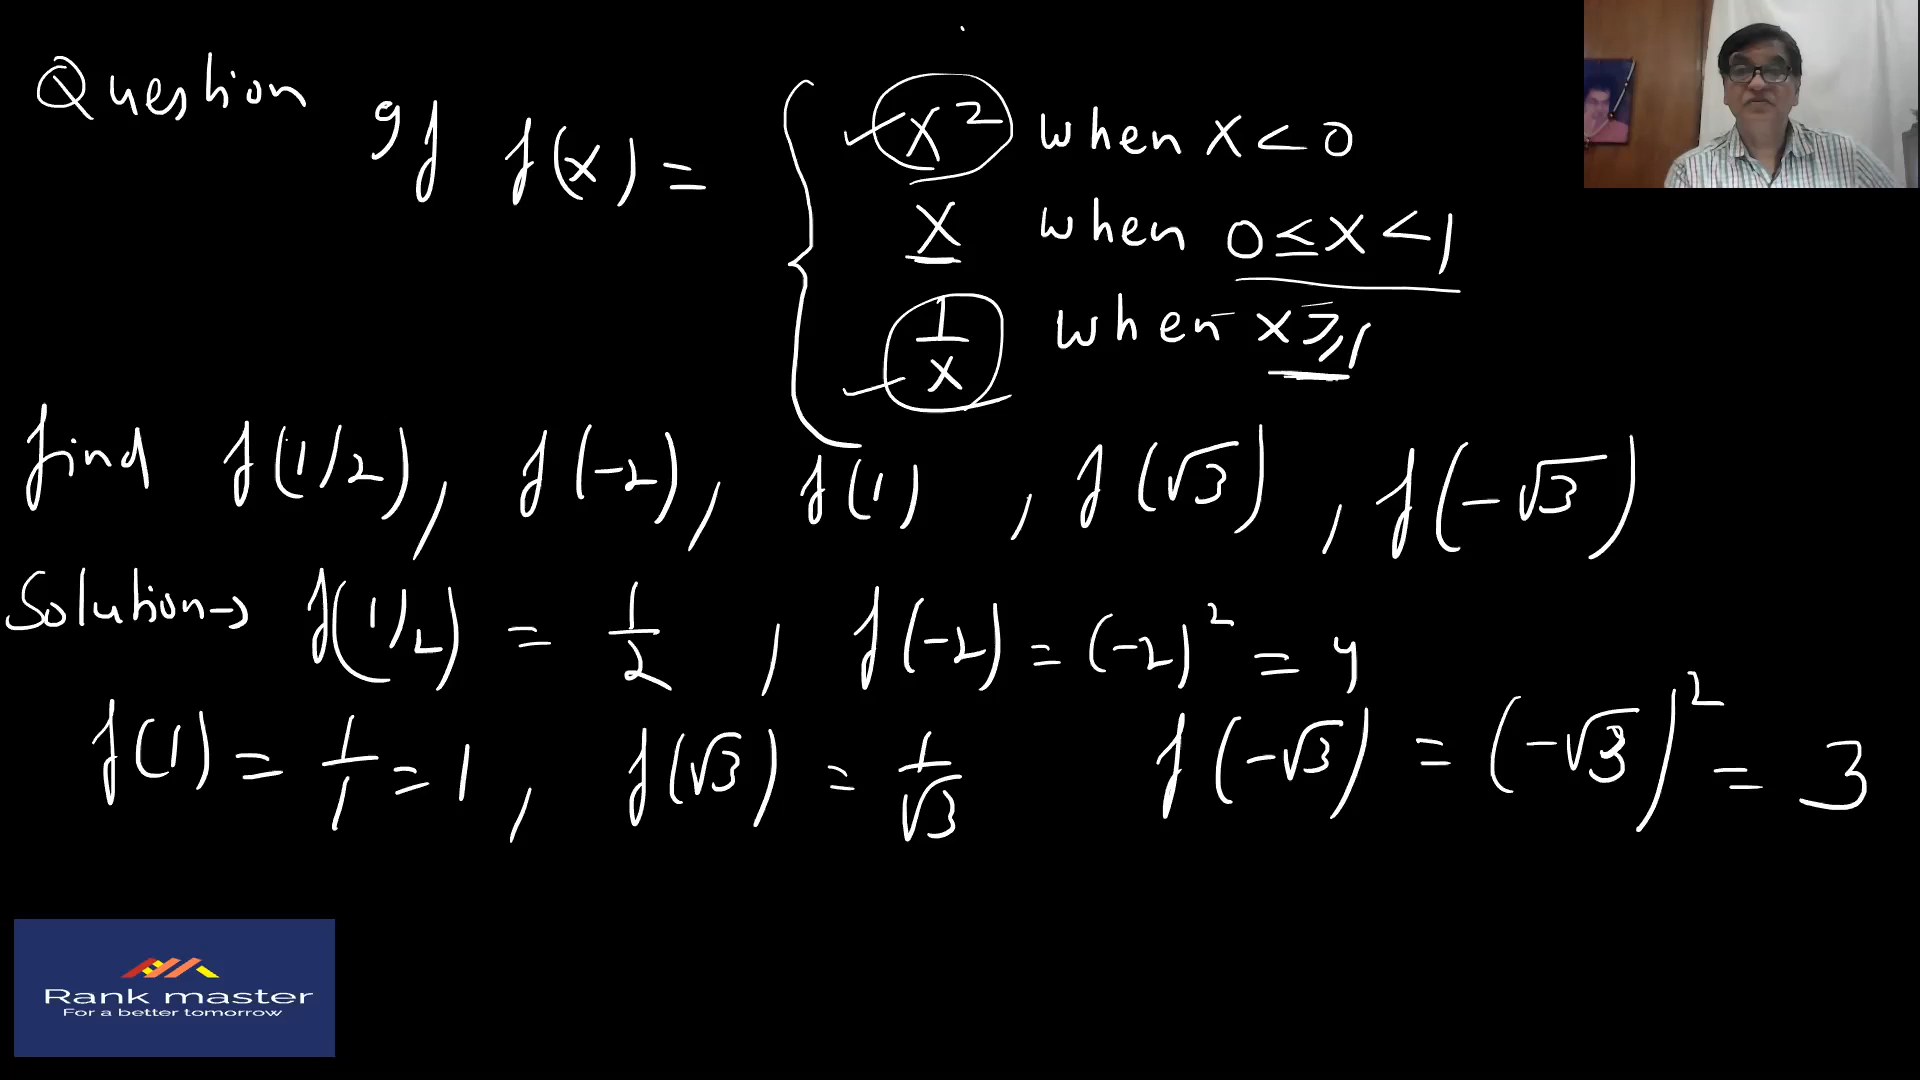 Question If f(x) = { x² when x < 0
x when 0 ≤ x < 1
1/x when x ≥ 1
find f(1/2), f(-2), f(1), f(√3), f(-√3)
Solution→ f(1/2) = 1/2, f(-2) = (-2)² = 4
f(1) = 1/1 = 1, f(√3) = 1/√3 f(-√3) = (-√3)² = 3
Rank master
For a better tomorrow